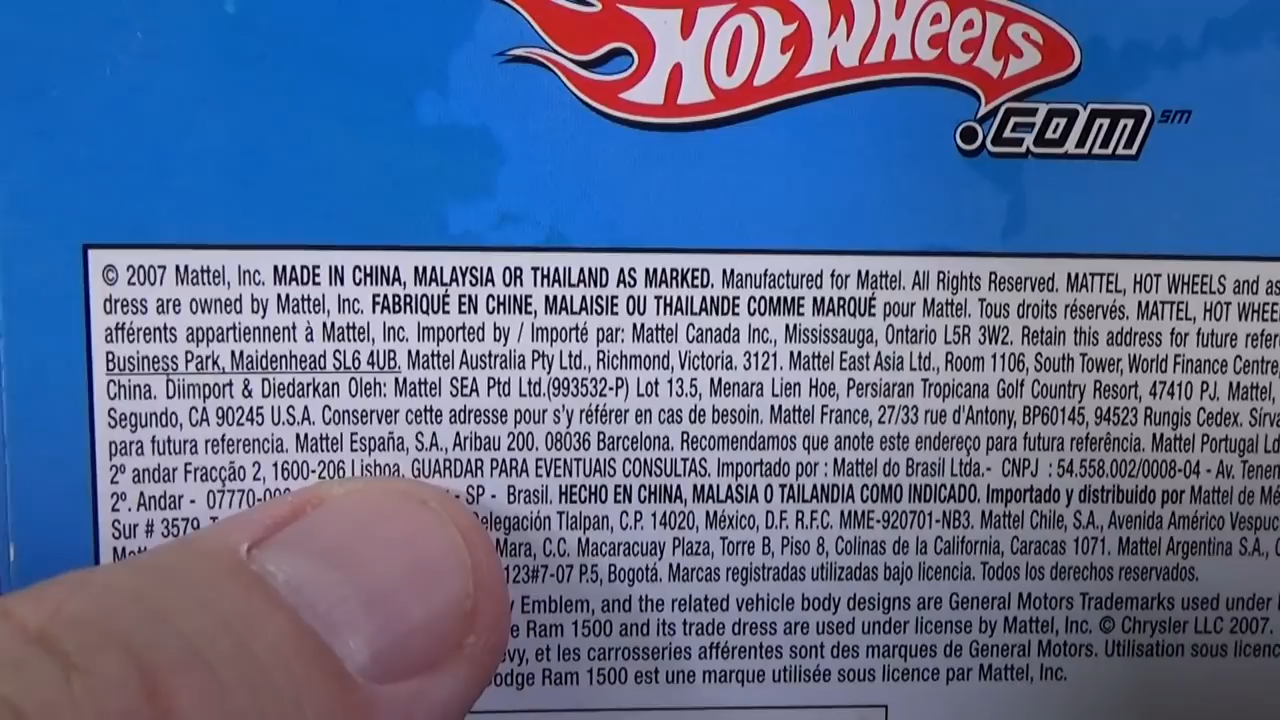 HOT WHEELS
.COM SM
© 2007 Mattel, Inc. MADE IN CHINA, MALAYSIA OR THAILAND AS MARKED. Manufactured for Mattel. All Rights Reserved. MATTEL, HOT WHEELS and as
dress are owned by Mattel, Inc. FABRIQUÉ EN CHINE, MALAISIE OU THAILANDE COMME MARQUÉ pour Mattel. Tous droits réservés. MATTEL, HOT WHEE
afférents appartiennent à Mattel, Inc. Imported by / Importé par: Mattel Canada Inc., Mississauga, Ontario L5R 3W2. Retain this address for future refer
Business Park, Maidenhead SL6 4UB. Mattel Australia Pty Ltd., Richmond, Victoria. 3121. Mattel East Asia Ltd., Room 1106, South Tower, World Finance Centre,
China. Diimport & Diedarkan Oleh: Mattel SEA Ptd Ltd.(993532-P) Lot 13.5, Menara Lien Hoe, Persiaran Tropicana Golf Country Resort, 47410 PJ. Mattel,
Segundo, CA 90245 U.S.A. Conserver cette adresse pour s'y référer en cas de besoin. Mattel France, 27/33 rue d'Antony, BP60145, 94523 Rungis Cedex. Sírva
para futura referencia. Mattel España, S.A., Aribau 200. 08036 Barcelona. Recomendamos que anote este endereço para futura referência. Mattel Portugal
2º andar Fracção 2, 1600-206 Lisboa. GUARDAR PARA EVENTUAIS CONSULTAS. Importado por : Mattel do Brasil Ltda.- CNPJ : 54.558.002/0008-04 - Av. Tenen
2º. Andar - 07770-00 - SP - Brasil. HECHO EN CHINA, MALASIA O TAILANDIA COMO INDICADO. Importado y distribuido por Mattel de Mé
Sur # 3579 elegación Tlalpan, C.P. 14020, México, D.F. R.F.C. MME-920701-NB3. Mattel Chile, S.A., Avenida Américo Vespuc
Mara, C.C. Macaracuay Plaza, Torre B, Piso 8, Colinas de la California, Caracas 1071. Mattel Argentina S.A.,
123#7-07 P.5, Bogotá. Marcas registradas utilizadas bajo licencia. Todos los derechos reservados.
Emblem, and the related vehicle body designs are General Motors Trademarks used under
e Ram 1500 and its trade dress are used under license by Mattel, Inc. © Chrysler LLC 2007.
evy, et les carrosseries afférentes sont des marques de General Motors. Utilisation sous licenc
odge Ram 1500 est une marque utilisée sous licence par Mattel, Inc.